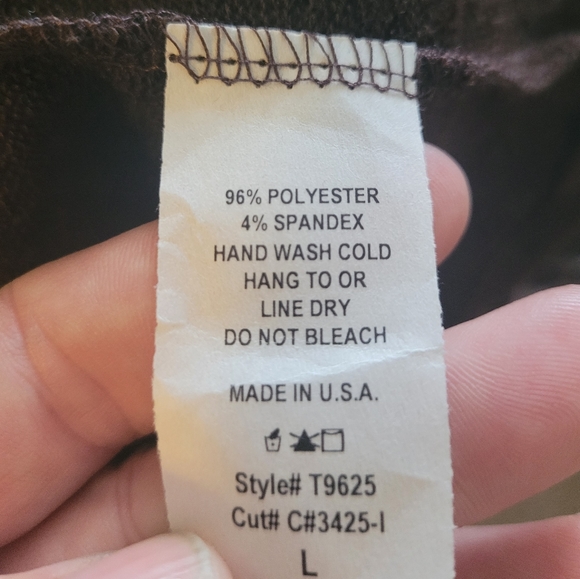 96% POLYESTER
4% SPANDEX
HAND WASH COLD
HANG TO OR
LINE DRY
DO NOT BLEACH
MADE IN U.S.A.
Style# T9625
Cut# C#3425-I
L